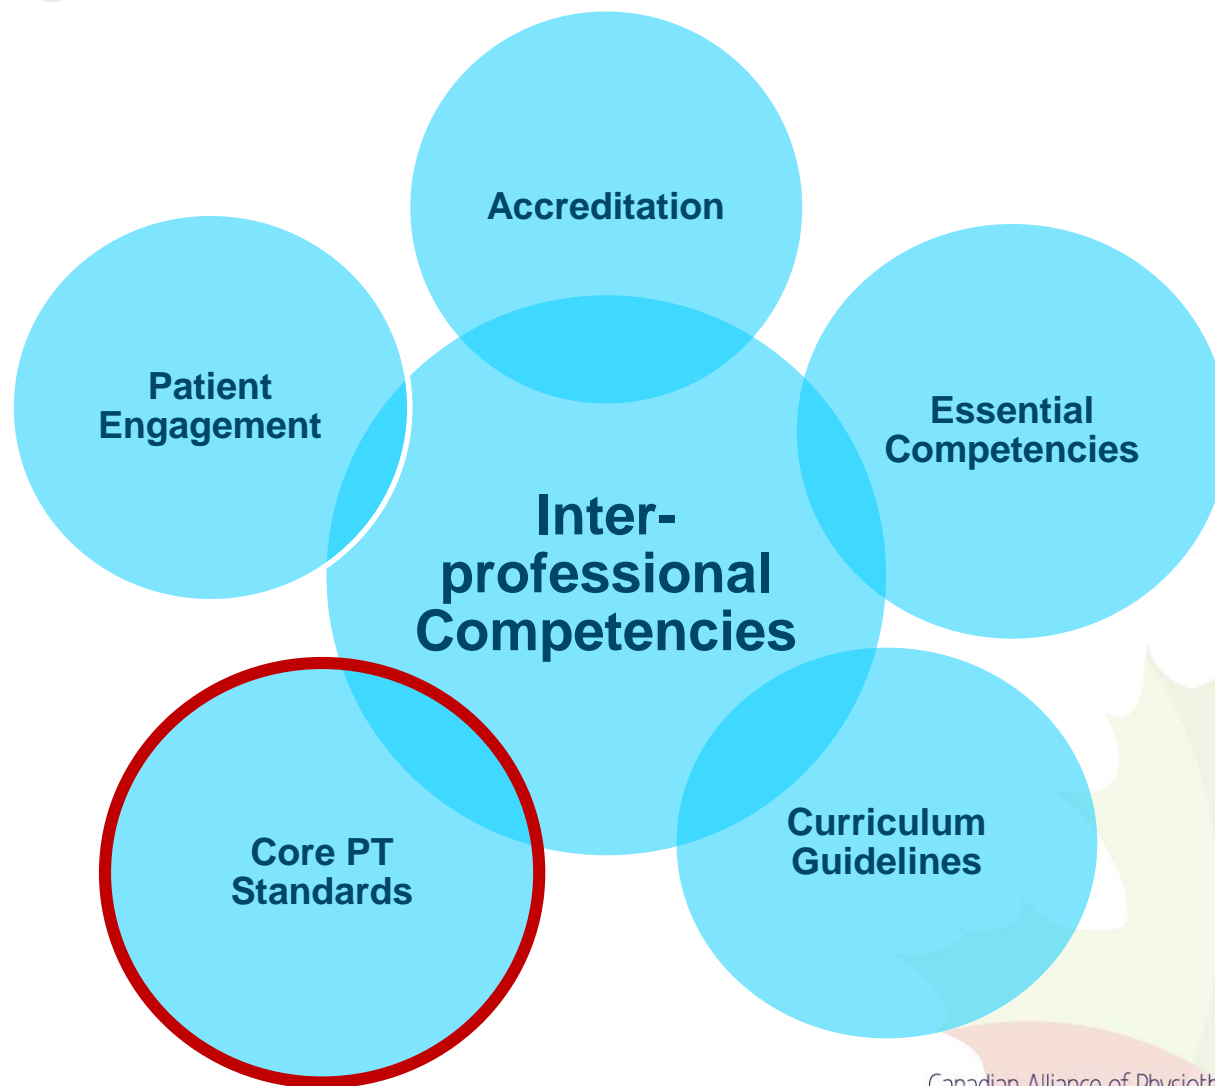 Accreditation
Patient
Engagement
Essential
Competencies
Inter-
professional
Competencies
Curriculum
Guidelines
Core PT
Standards
Canadian Alliance of